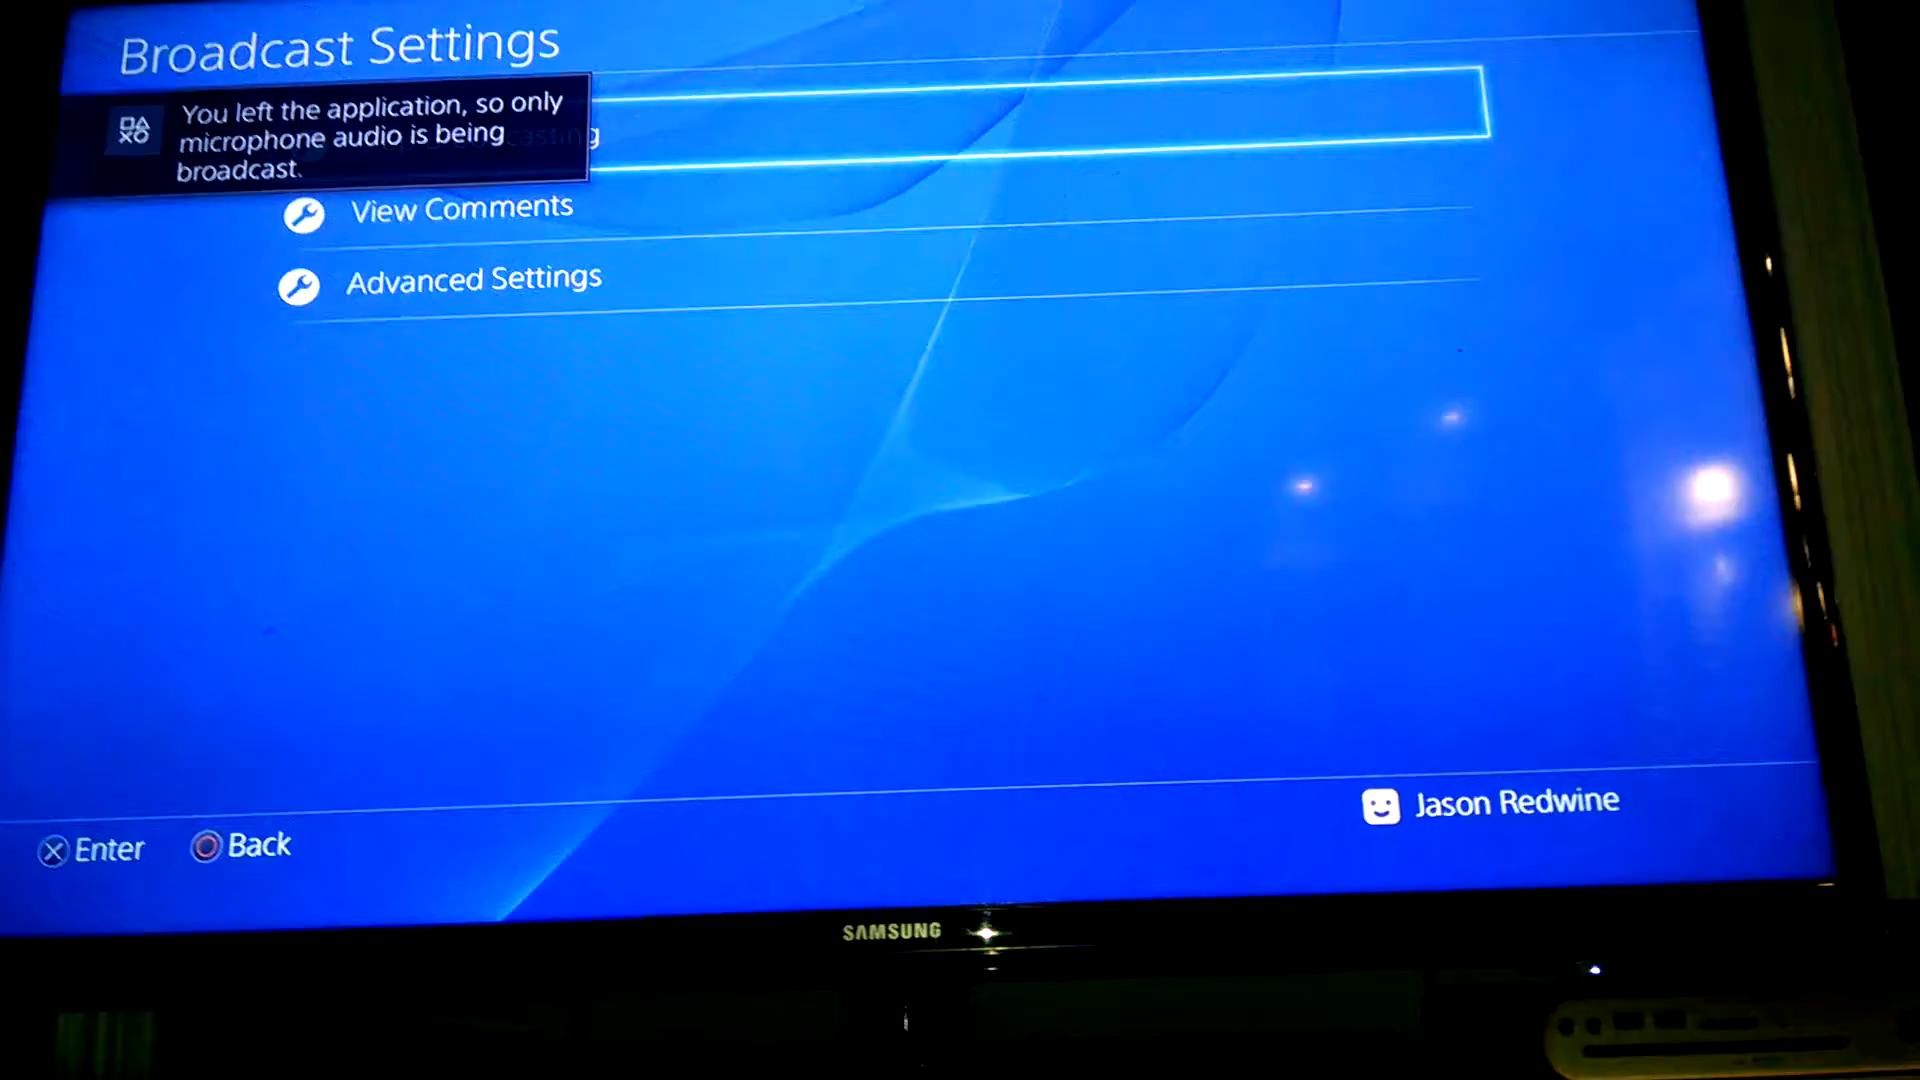 Broadcast Settings
You left the application, so only
microphone audio is being
broadcast.
View Comments
Advanced Settings
Jason Redwine
Enter
Back
SAMSUNG